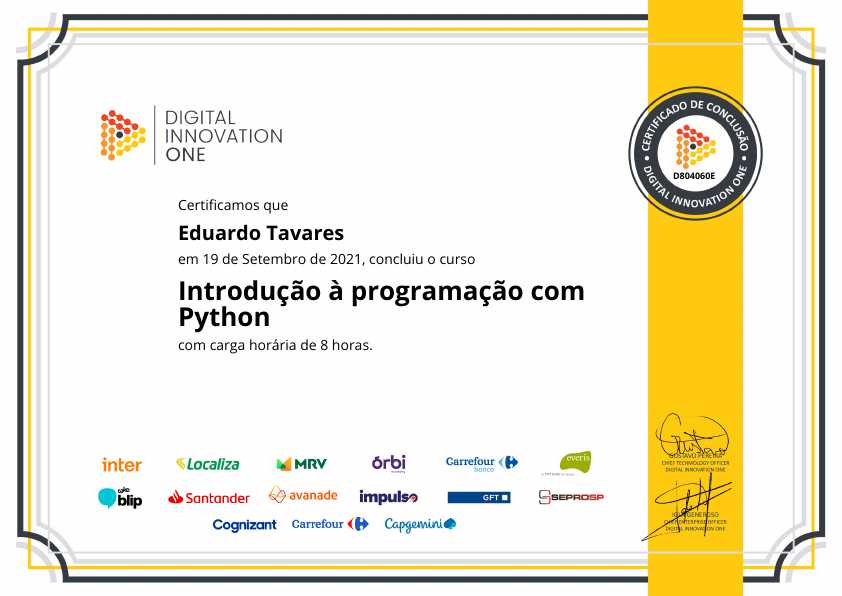 DIGITAL
INNOVATION
ONE
CERTIFICADO DE CONCLUSÃO
D804060E
DIGITAL INNOVATION ONE
Certificamos que
Eduardo Tavares
em 19 de Setembro de 2021, concluiu o curso
Introdução à programação com
Python
com carga horária de 8 horas.
inter
Localiza
MRV
órbi
Carrefour
banco
everis
blip
Santander
avanade
impulso
GFT
SEPROSP
Cognizant
Carrefour
Capgemini
GUSTAVO PEREIRA
CHIEF TECHNOLOGY OFFICER
DIGITAL INNOVATION ONE
GENEROSO
CHIEF ENTERPRISE OFFICER
DIGITAL INNOVATION ONE